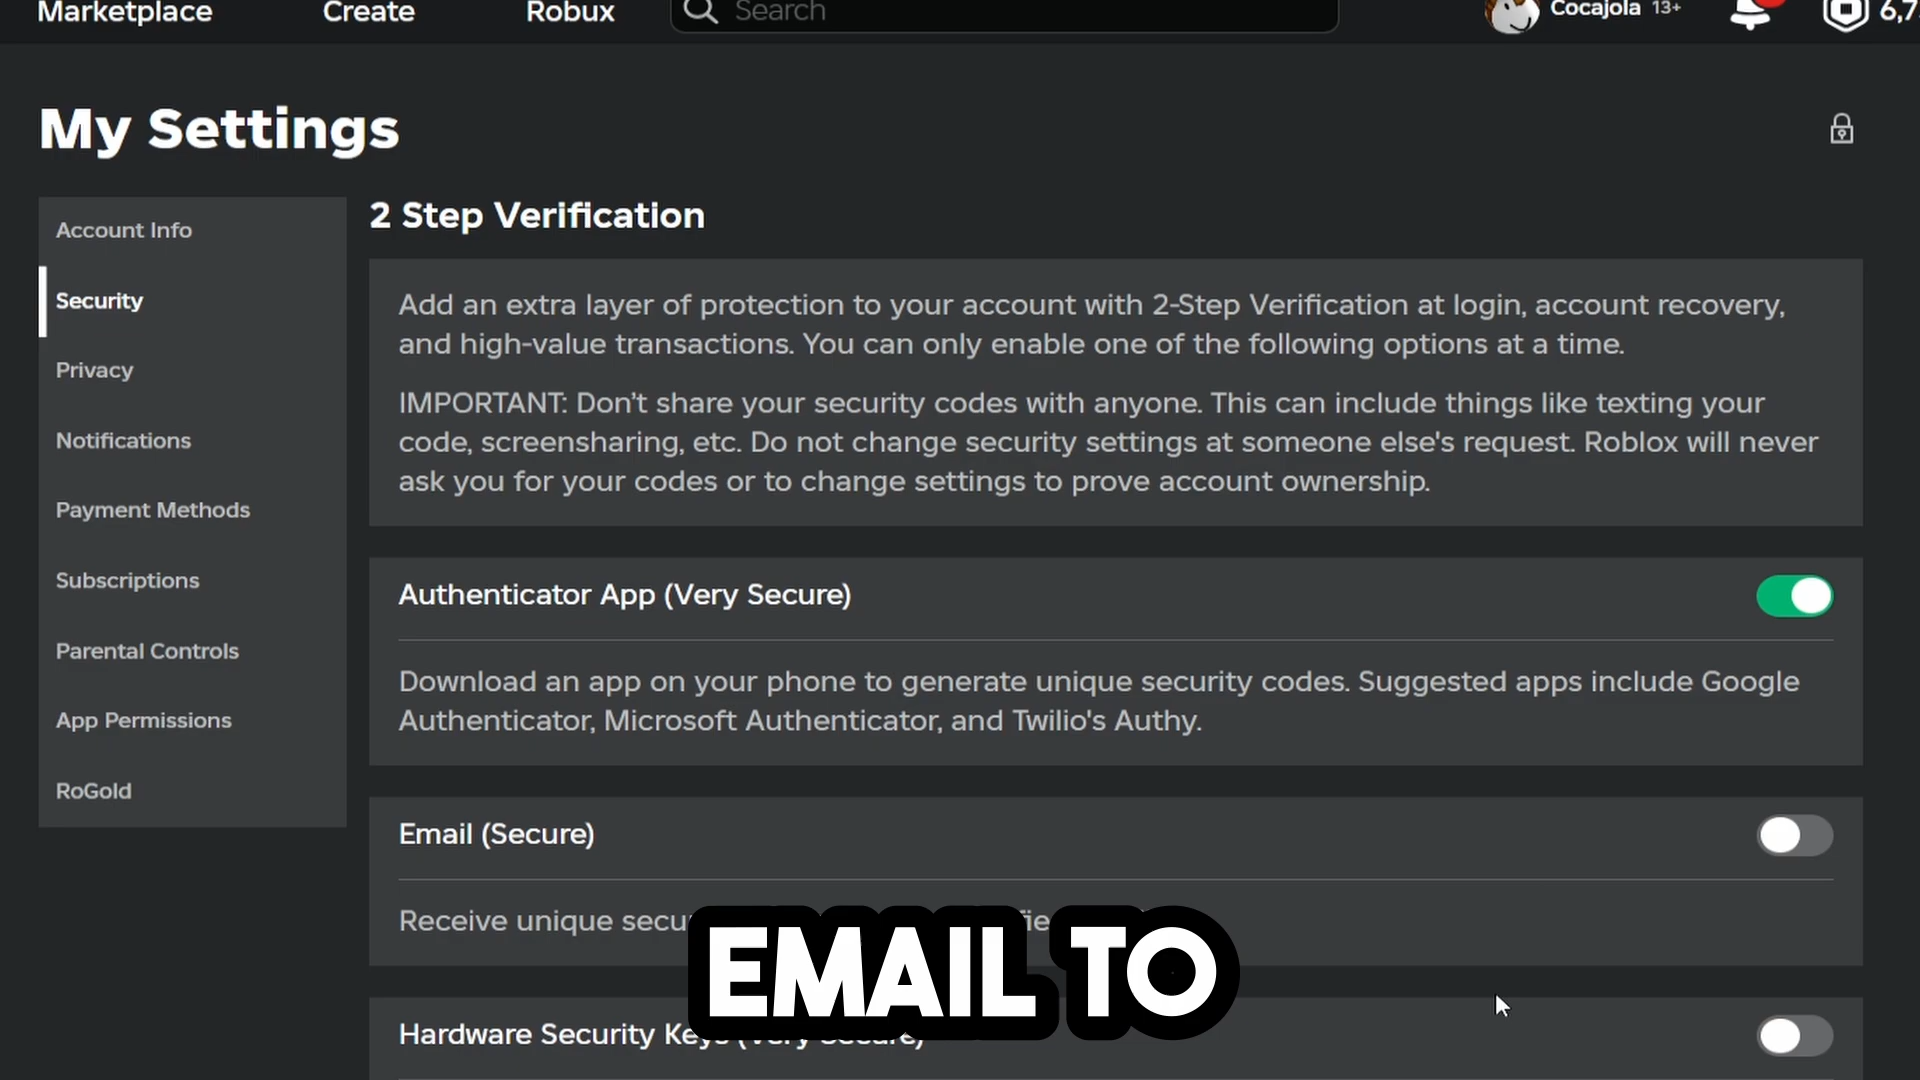 Marketplace Create Robux Search Cocajola 13+ 6,7
My Settings
Account Info
Security
Privacy
Notifications
Payment Methods
Subscriptions
Parental Controls
App Permissions
RoGold
2 Step Verification
Add an extra layer of protection to your account with 2-Step Verification at login, account recovery,
and high-value transactions. You can only enable one of the following options at a time.
IMPORTANT: Don’t share your security codes with anyone. This can include things like texting your
code, screensharing, etc. Do not change security settings at someone else's request. Roblox will never
ask you for your codes or to change settings to prove account ownership.
Authenticator App (Very Secure)
Download an app on your phone to generate unique security codes. Suggested apps include Google
Authenticator, Microsoft Authenticator, and Twilio's Authy.
Email (Secure)
Receive unique
EMAIL TO
Hardware Security Keys (Very Secure)